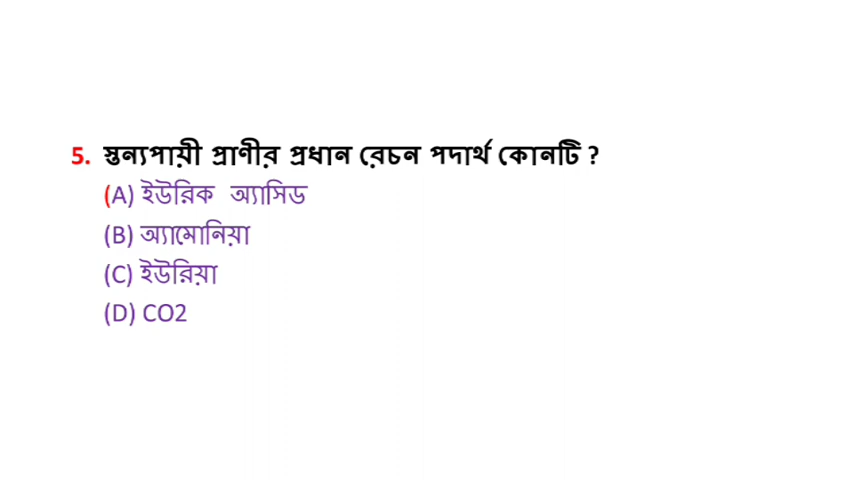 5. স্তন্যপায়ী প্রাণীর প্রধান রেচন পদার্থ কোনটি ?
(A) ইউরিক অ্যাসিড
(B) অ্যামোনিয়া
(C) ইউরিয়া
(D) CO2